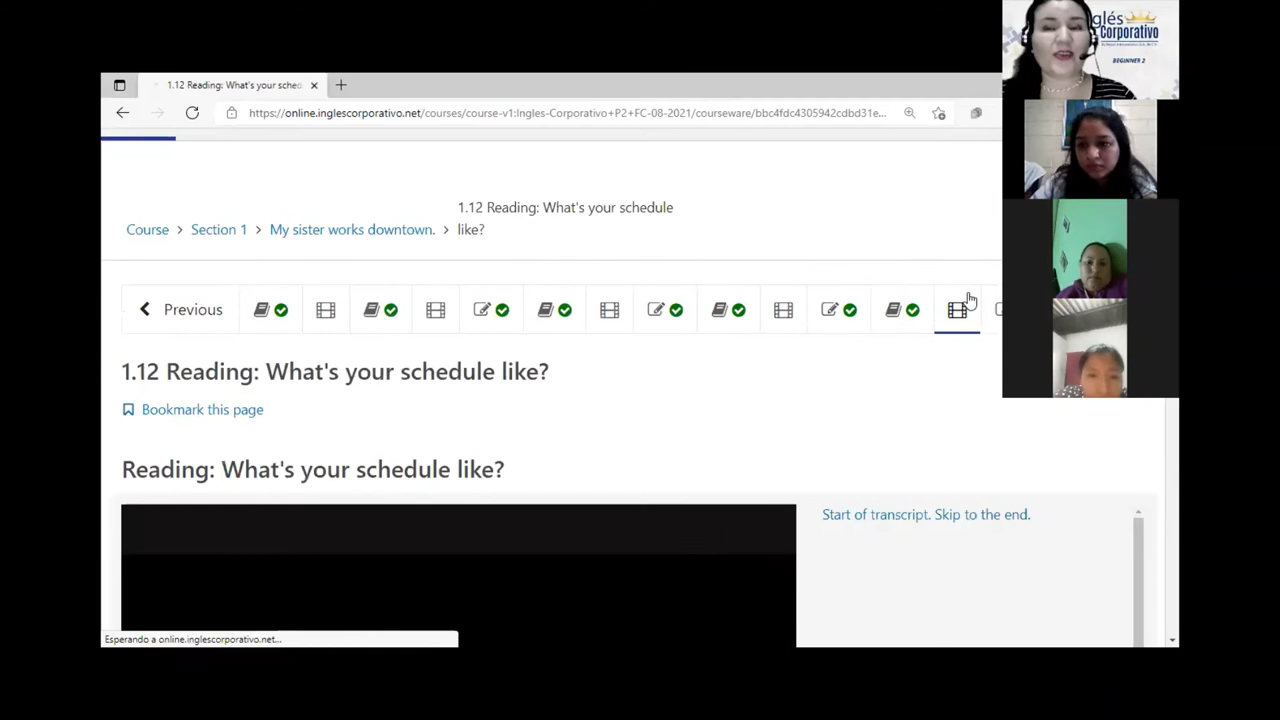 1.12 Reading: What's your sched
https://online.inglescorporativo.net/courses/course-v1:Ingles-Corporativo+P2+FC-08-2021/courseware/bbc4fdc4305942cdbd31e...
1.12 Reading: What's your schedule
Course > Section 1 > My sister works downtown. > like?
Previous
1.12 Reading: What's your schedule like?
Bookmark this page
Reading: What's your schedule like?
Start of transcript. Skip to the end.
Esperando a online.inglescorporativo.net...
glés
Corporativo
BEGINNER 2